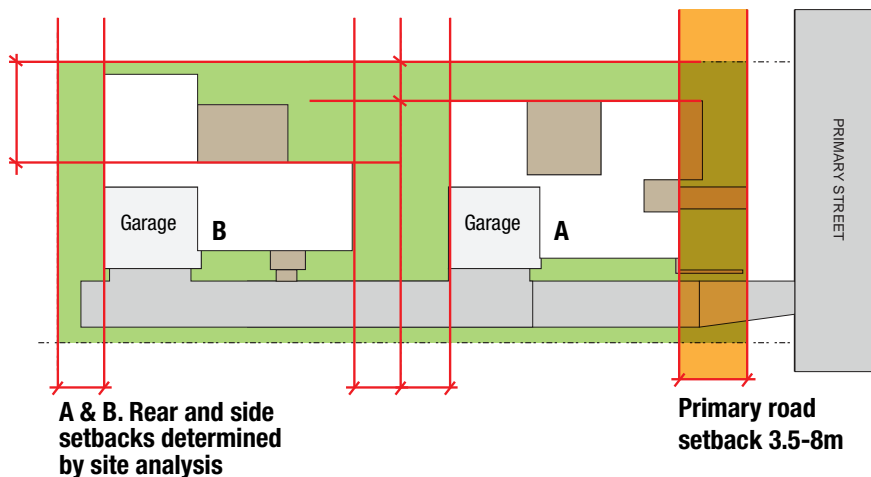 PRIMARY STREET
Garage
B
Garage
A
A & B. Rear and side
setbacks determined
by site analysis
Primary road
setback 3.5-8m